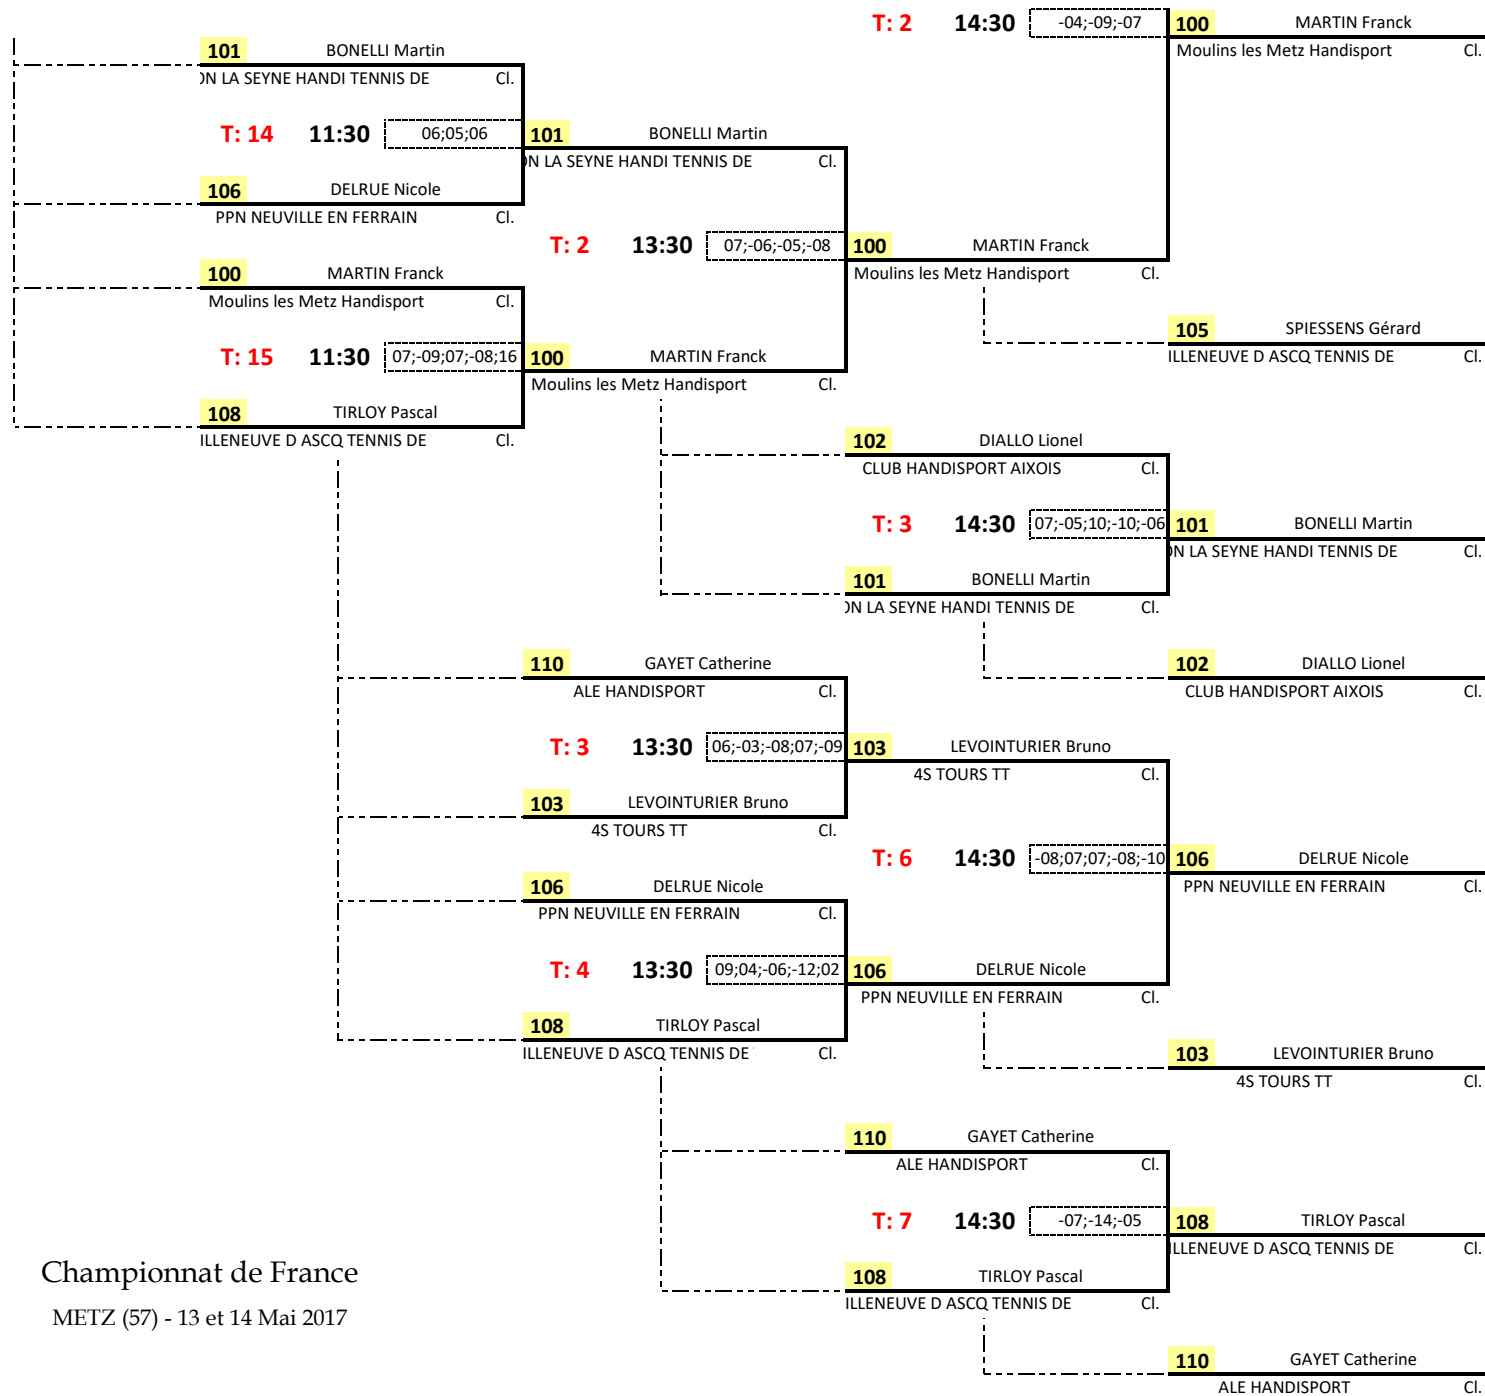 T: 2 14:30 -04;-09;-07 100 MARTIN Franck
Moulins les Metz Handisport Cl.
101 BONELLI Martin
ON LA SEYNE HANDI TENNIS DE Cl.
T: 14 11:30 06;05;06 101 BONELLI Martin
ON LA SEYNE HANDI TENNIS DE Cl.
106 DELRUE Nicole
PPN NEUVILLE EN FERRAIN Cl.
T: 2 13:30 07;-06;-05;-08 100 MARTIN Franck
Moulins les Metz Handisport Cl.
100 MARTIN Franck
Moulins les Metz Handisport Cl.
105 SPIESSENS Gérard
ILLENEUVE D ASCQ TENNIS DE Cl.
T: 15 11:30 07;-09;07;-08;16 100 MARTIN Franck
Moulins les Metz Handisport Cl.
108 TIRLOY Pascal
ILLENEUVE D ASCQ TENNIS DE Cl.
102 DIALLO Lionel
CLUB HANDISPORT AIXOIS Cl.
T: 3 14:30 07;-05;10;-10;-06 101 BONELLI Martin
ON LA SEYNE HANDI TENNIS DE Cl.
101 BONELLI Martin
ON LA SEYNE HANDI TENNIS DE Cl.
110 GAYET Catherine
ALE HANDISPORT Cl.
102 DIALLO Lionel
CLUB HANDISPORT AIXOIS Cl.
T: 3 13:30 06;-03;-08;07;-09 103 LEVOINTURIER Bruno
4S TOURS TT Cl.
103 LEVOINTURIER Bruno
4S TOURS TT Cl.
T: 6 14:30 -08;07;07;-08;-10 106 DELRUE Nicole
PPN NEUVILLE EN FERRAIN Cl.
106 DELRUE Nicole
PPN NEUVILLE EN FERRAIN Cl.
T: 4 13:30 09;04;-06;-12;02 106 DELRUE Nicole
PPN NEUVILLE EN FERRAIN Cl.
108 TIRLOY Pascal
ILLENEUVE D ASCQ TENNIS DE Cl.
103 LEVOINTURIER Bruno
4S TOURS TT Cl.
110 GAYET Catherine
ALE HANDISPORT Cl.
T: 7 14:30 -07;-14;-05 108 TIRLOY Pascal
ILLENEUVE D ASCQ TENNIS DE Cl.
108 TIRLOY Pascal
ILLENEUVE D ASCQ TENNIS DE Cl.
Championnat de France
METZ (57) - 13 et 14 Mai 2017
110 GAYET Catherine
ALE HANDISPORT Cl.